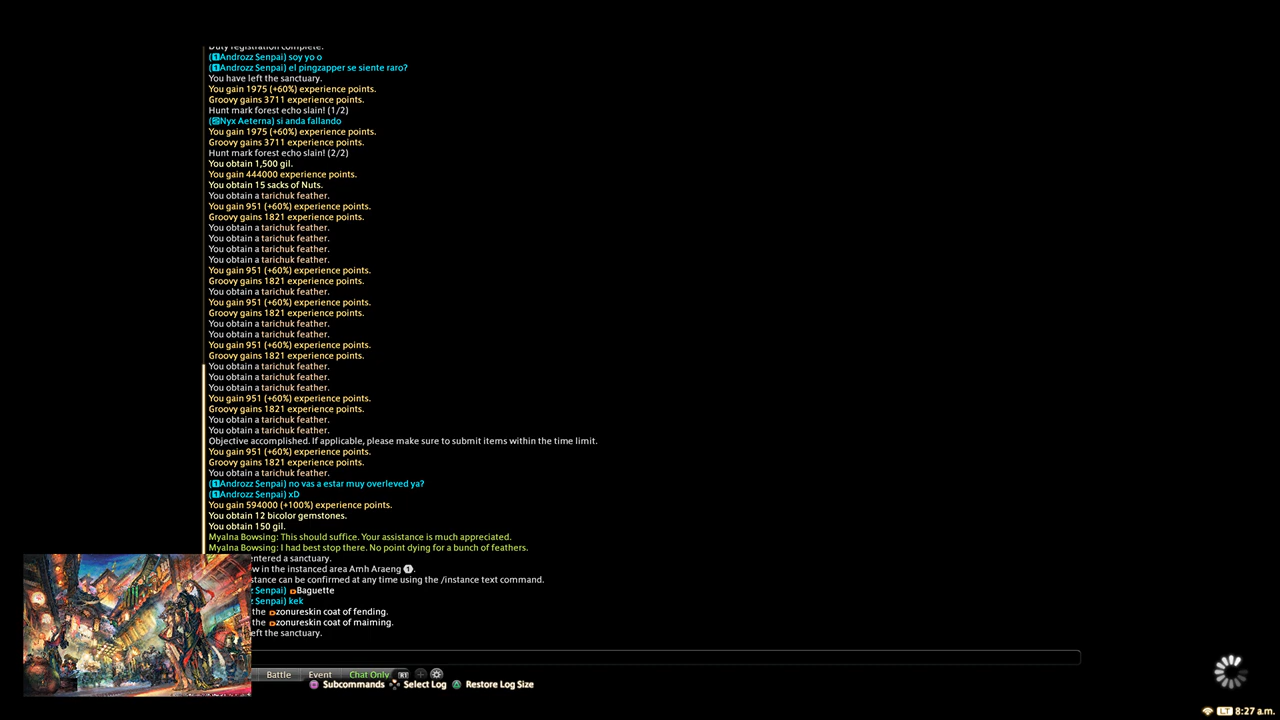 Duty registration complete.
(1Androzz Senpai) soy yo o
(1Androzz Senpai) el pingzapper se siente raro?
You have left the sanctuary.
You gain 1975 (+60%) experience points.
Groovy gains 3711 experience points.
Hunt mark forest echo slain! (1/2)
(2Nyx Aeterna) si anda fallando
You gain 1975 (+60%) experience points.
Groovy gains 3711 experience points.
Hunt mark forest echo slain! (2/2)
You obtain 1,500 gil.
You gain 444000 experience points.
You obtain 15 sacks of Nuts.
You obtain a tarichuk feather.
You gain 951 (+60%) experience points.
Groovy gains 1821 experience points.
You obtain a tarichuk feather.
You obtain a tarichuk feather.
You obtain a tarichuk feather.
You obtain a tarichuk feather.
You gain 951 (+60%) experience points.
Groovy gains 1821 experience points.
You obtain a tarichuk feather.
You gain 951 (+60%) experience points.
Groovy gains 1821 experience points.
You obtain a tarichuk feather.
You obtain a tarichuk feather.
You gain 951 (+60%) experience points.
Groovy gains 1821 experience points.
You obtain a tarichuk feather.
You obtain a tarichuk feather.
You obtain a tarichuk feather.
You gain 951 (+60%) experience points.
Groovy gains 1821 experience points.
You obtain a tarichuk feather.
You obtain a tarichuk feather.
Objective accomplished. If applicable, please make sure to submit items within the time limit.
You gain 951 (+60%) experience points.
Groovy gains 1821 experience points.
You obtain a tarichuk feather.
(1Androzz Senpai) no vas a estar muy overleved ya?
(1Androzz Senpai) xD
You gain 594000 (+100%) experience points.
You obtain 12 bicolor gemstones.
You obtain 150 gil.
Myalna Bowsing: This should suffice. Your assistance is much appreciated.
Myalna Bowsing: I had best stop there. No point dying for a bunch of feathers.
entered a sanctuary.
w in the instanced area Amh Araeng 1.
stance can be confirmed at any time using the /instance text command.
z Senpai) Baguette
z Senpai) kek
the zonureskin coat of fending.
the zonureskin coat of maiming.
eft the sanctuary.
Battle Event Chat Only R1
Subcommands Select Log Restore Log Size
LT 8:27 a.m.